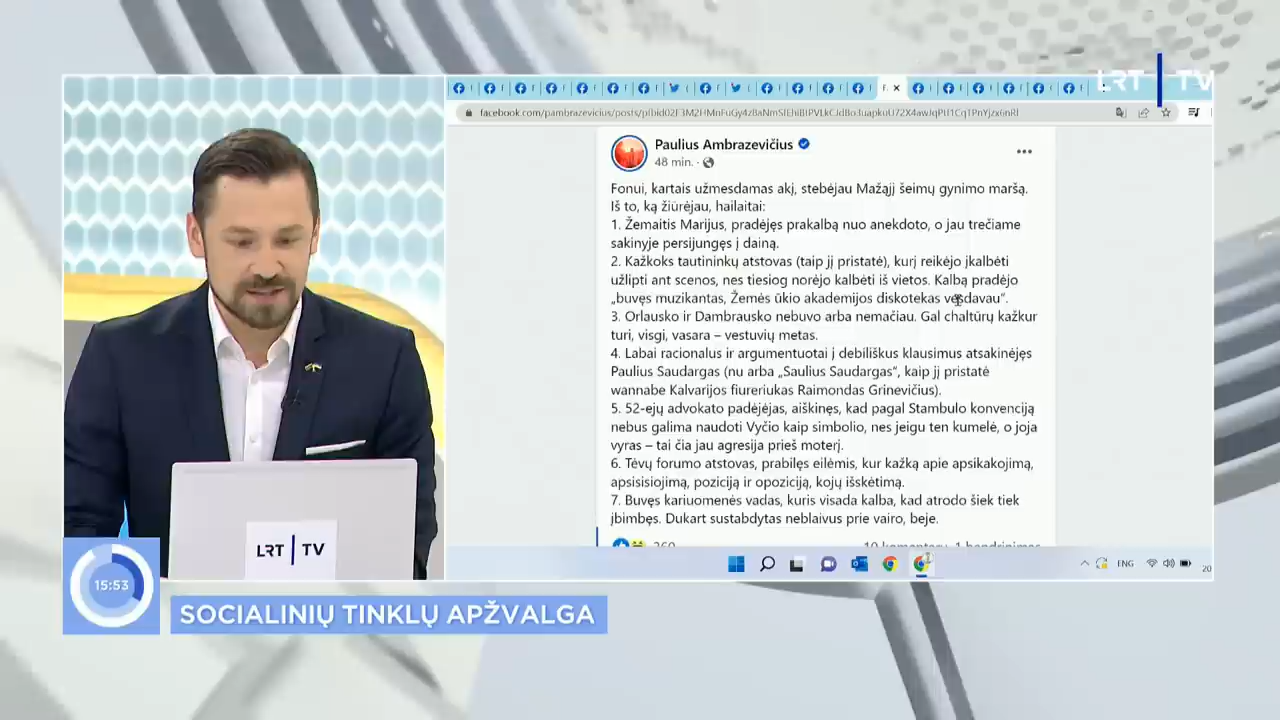 LRT TV
facebook.com/pambrazevicius/posts/
Paulius Ambrazevičius
48 min.
Fonui, kartais užmesdamas akį, stebėjau Mažąjį šeimų gynimo maršą.
Iš to, ką žiūrėjau, hailaitai:
1. Žemaitis Marijus, pradėjęs prakalbą nuo anekdoto, o jau trečiame
sakinyje persijungęs į dainą.
2. Kažkoks tautininkų atstovas (taip jį pristatė), kurį reikėjo įkalbėti
užlipti ant scenos, nes tiesiog norėjo kalbėti iš vietos. Kalbą pradėjo
„buvęs muzikantas, Žemės ūkio akademijos diskotekas vesdavau“.
3. Orlausko ir Dambrausko nebuvo arba nemačiau. Gal chaltūrų kažkur
turi, visgi, vasara – vestuvių metas.
4. Labai racionalus ir argumentuotai į debiliškus klausimus atsakinėjęs
Paulius Saudargas (nu arba „Saulius Saudargas“, kaip jį pristatė
wannabe Kalvarijos fiureriukas Raimondas Grinevičius).
5. 52-ejų advokato padėjėjas, aiškinęs, kad pagal Stambulo konvenciją
nebus galima naudoti Vyčio kaip simbolio, nes jeigu ten kumelė, o joja
vyras – tai čia jau agresija prieš moterį.
6. Tėvų forumo atstovas, prabilęs eilėmis, kur kažką apie apsikakojimą,
apsisiojimą, poziciją ir opoziciją, kojų išskėtimą.
7. Buvęs kariuomenės vadas, kuris visada kalba, kad atrodo šiek tiek
įbimbęs. Dukart sustabdytas neblaivus prie vairo, beje.
260 10 komentarų 1 bendrinimas
ENG
20
LRT TV
15:53
SOCIALINIŲ TINKLŲ APŽVALGA